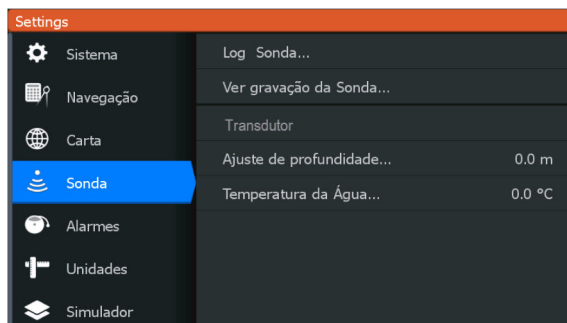 Settings
Sistema
Navegação
Carta
Sonda
Alarmes
Unidades
Simulador
Log Sonda...
Ver gravação da Sonda...
Transdutor
Ajuste de profundidade... 0.0 m
Temperatura da Água... 0.0 °C